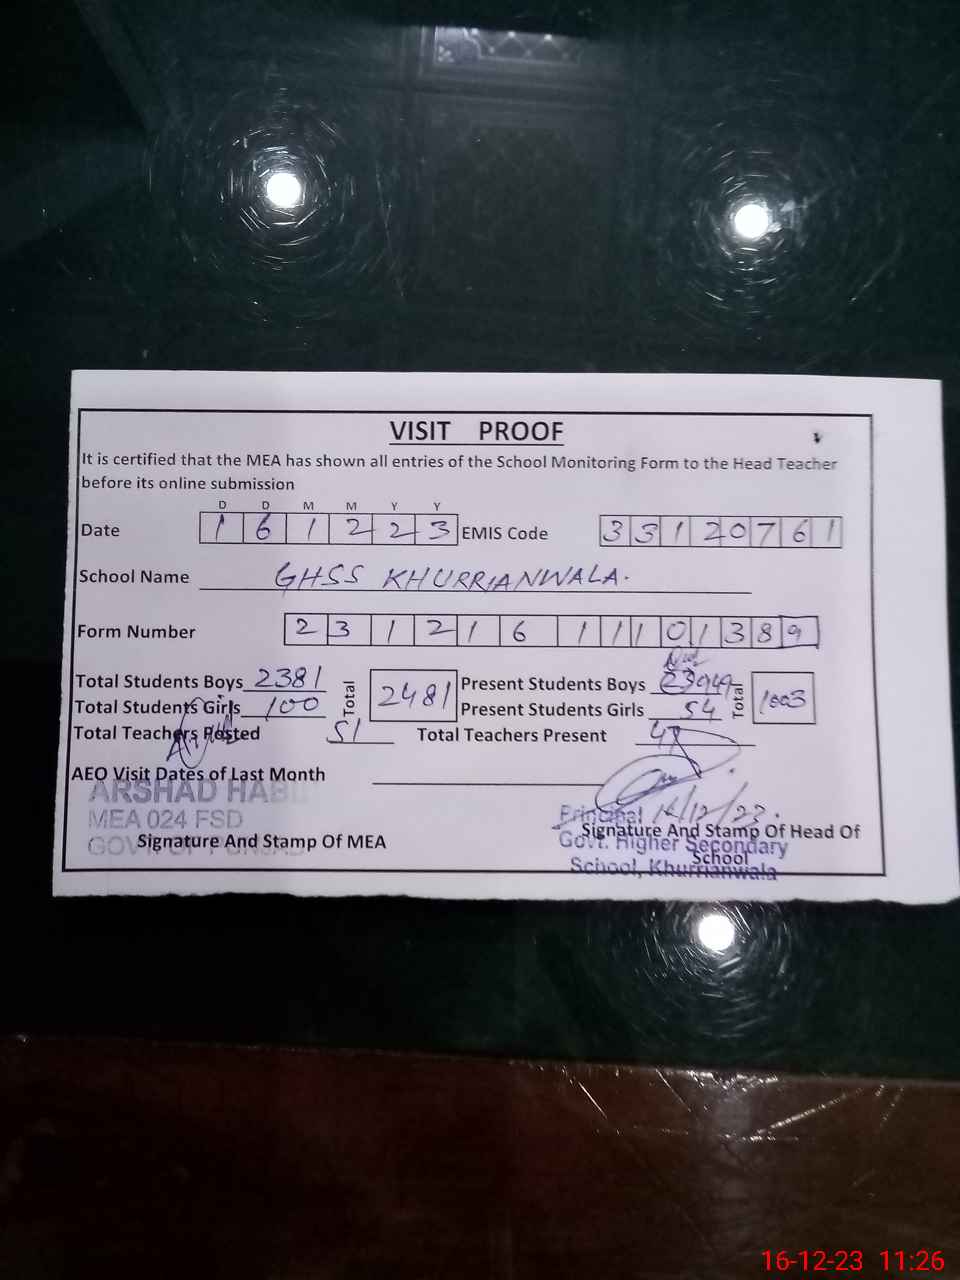 VISIT PROOF
It is certified that the MEA has shown all entries of the School Monitoring Form to the Head Teacher
before its online submission
D D M M Y Y
Date 1 6 1 2 2 3 EMIS Code 3 3 1 2 0 7 6 1
School Name GHSS KHURRIANWALA.
Form Number 2 3 1 2 1 6 1 1 1 0 1 3 8 9
Total Students Boys 2381 Total 2481 Present Students Boys Total 1003
Total Students Girls 100 Present Students Girls 54
Total Teachers Posted 51 Total Teachers Present
AEO Visit Dates of Last Month
ARSHAD HABIB
MEA 024 FSD
Signature And Stamp Of MEA
GOVT. OF PUNJAB
Principal 16/12/23.
Signature And Stamp Of Head Of
Govt. Higher Secondary
School
School, Khurrianwala
16-12-23 11:26